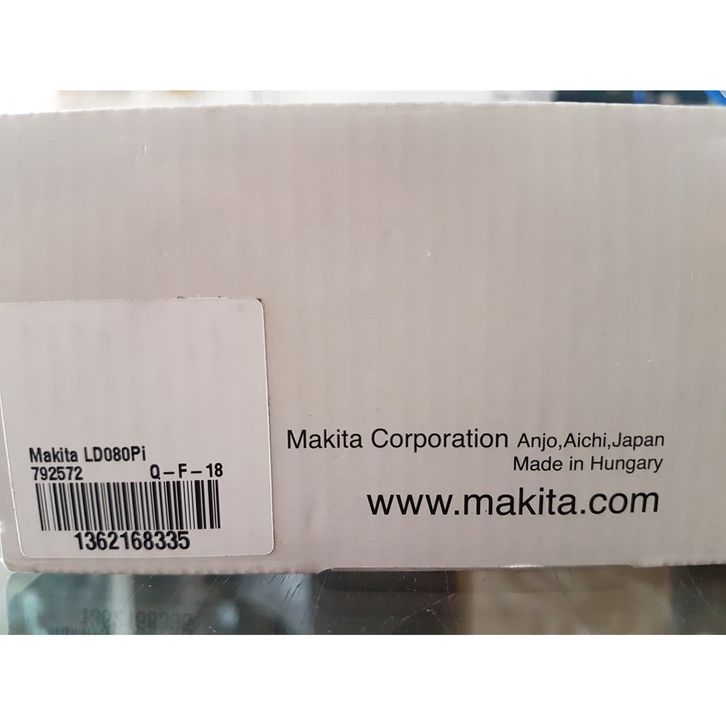 Makita LD080Pi
792572 Q-F-18
1362168335
Makita Corporation Anjo,Aichi,Japan
Made in Hungary
www.makita.com